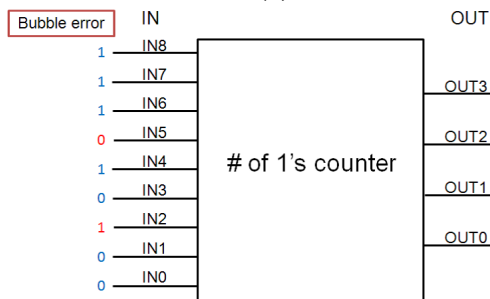 Bubble error IN OUT
1 IN8
1 IN7
OUT3
1 IN6
0 IN5
OUT2
1 IN4
# of 1's counter
0 IN3
OUT1
1 IN2
OUT0
0 IN1
0 IN0